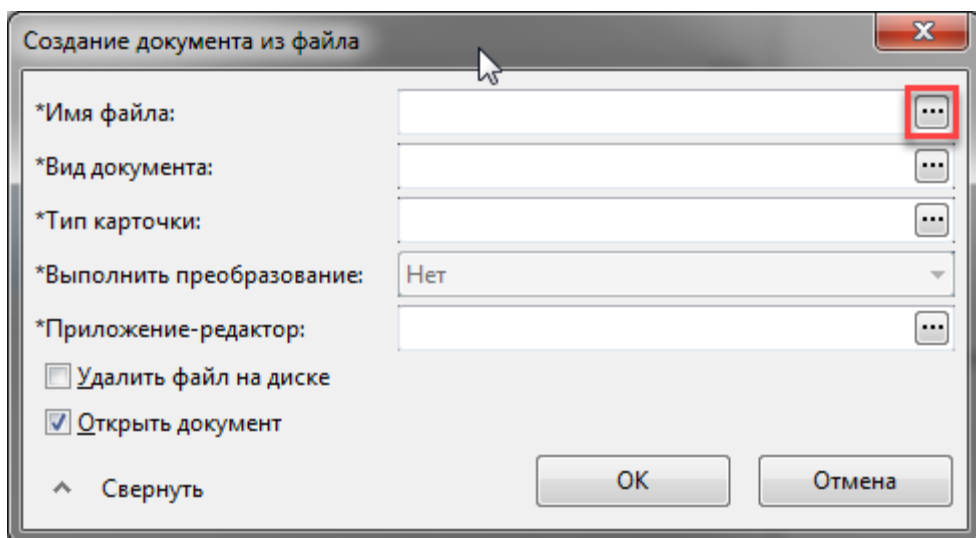 Создание документа из файла
*Имя файла:
*Вид документа:
*Тип карточки:
*Выполнить преобразование: Нет
*Приложение-редактор:
Удалить файл на диске
Открыть документ
Свернуть ОК Отмена